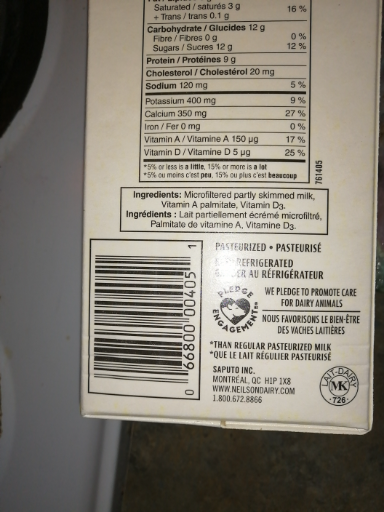 Saturated / saturés 3 g 16 %
+ Trans / trans 0.1 g
Carbohydrate / Glucides 12 g
Fibre / Fibres 0 g 0 %
Sugars / Sucres 12 g 12 %
Protein / Protéines 9 g
Cholesterol / Cholestérol 20 mg
Sodium 120 mg 5 %
Potassium 400 mg 9 %
Calcium 350 mg 27 %
Iron / Fer 0 mg 0 %
Vitamin A / Vitamine A 150 µg 17 %
Vitamin D / Vitamine D 5 µg 25 %
*5% or less is a little, 15% or more is a lot
*5% ou moins c'est peu, 15% ou plus c'est beaucoup
761405
Ingredients: Microfiltered partly skimmed milk,
Vitamin A palmitate, Vitamin D3.
Ingrédients : Lait partiellement écrémé microfiltré,
Palmitate de vitamine A, Vitamine D3.
PASTEURIZED • PASTEURISÉ
REFRIGERATED
AU RÉFRIGÉRATEUR
PLEDGE
ENGAGEMENT
WE PLEDGE TO PROMOTE CARE
FOR DAIRY ANIMALS
NOUS FAVORISONS LE BIEN-ÊTRE
DES VACHES LAITIÈRES
*THAN REGULAR PASTEURIZED MILK
*QUE LE LAIT RÉGULIER PASTEURISÉ
SAPUTO INC.
MONTRÉAL, QC H1P 1X8
WWW.NEILSONDAIRY.COM
1.800.672.8866
LAIT-DAIRY
MK
726
0 66800 00405 1